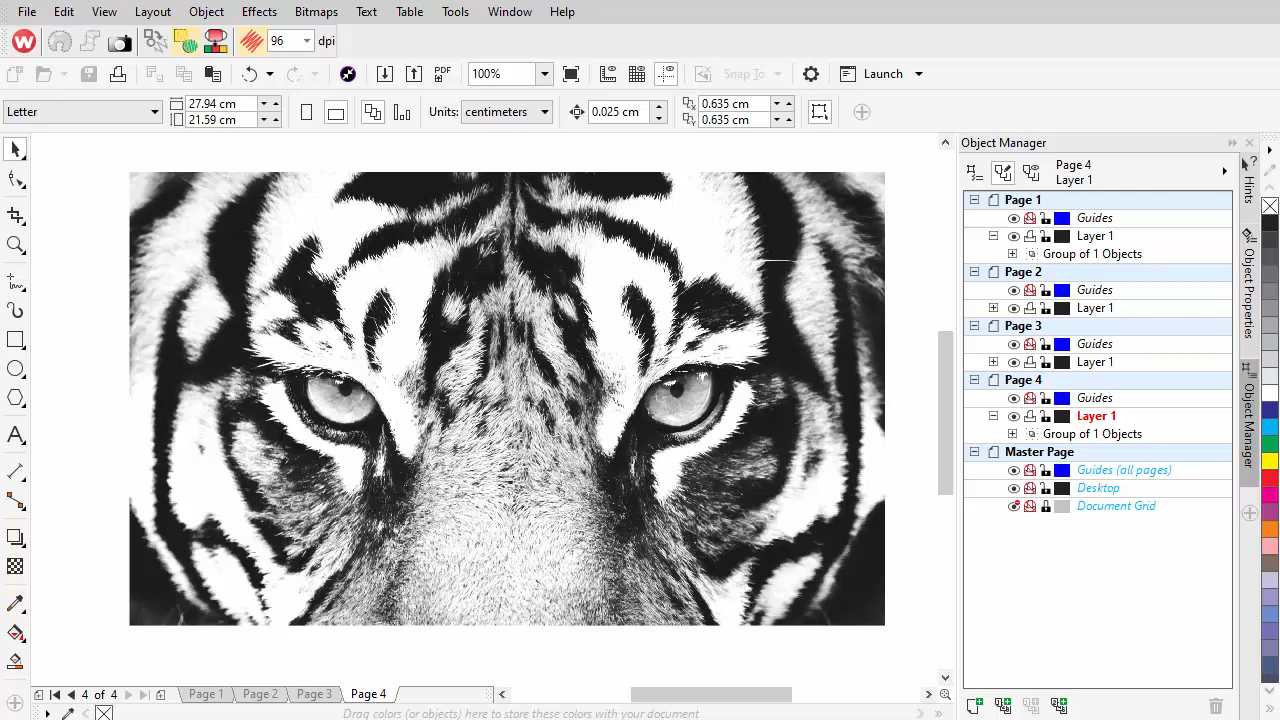 File Edit View Layout Object Effects Bitmaps Text Table Tools Window Help
W 96 dpi
PDF 100% Snap To Launch
Letter 27.94 cm 21.59 cm Units: centimeters 0.025 cm 0.635 cm 0.635 cm
Object Manager
Page 4
Layer 1
Page 1
Guides
Layer 1
Group of 1 Objects
Page 2
Guides
Layer 1
Page 3
Guides
Layer 1
Page 4
Guides
Layer 1
Group of 1 Objects
Master Page
Guides (all pages)
Desktop
Document Grid
Hints
Object Properties
Object Manager
4 of 4 Page 1 Page 2 Page 3 Page 4
Drag colors (or objects) here to store these colors with your document